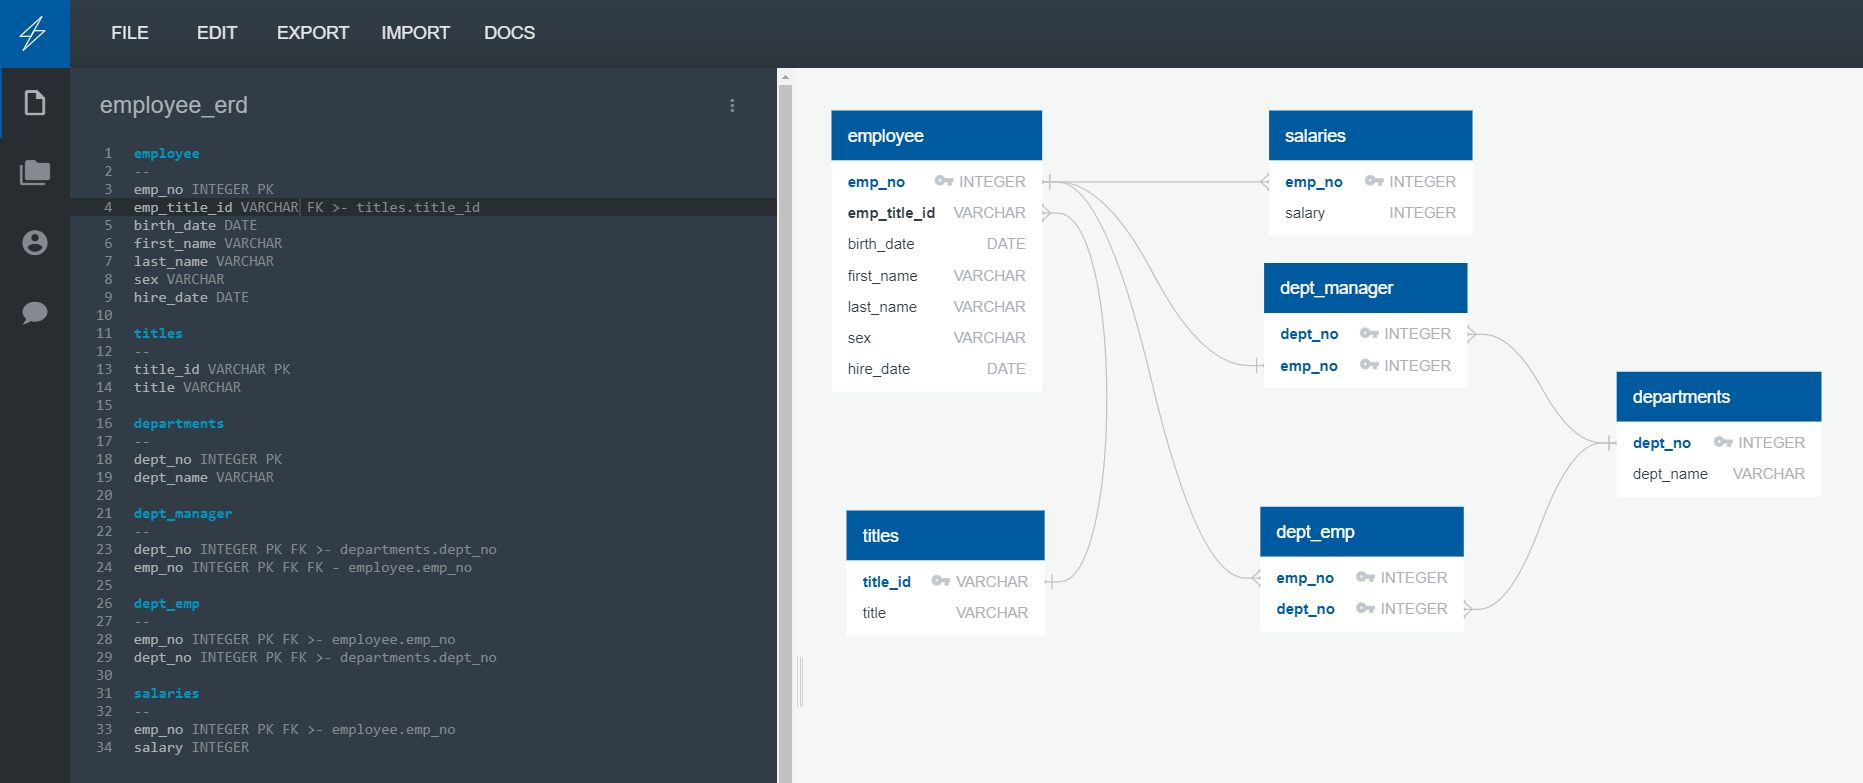 FILE EDIT EXPORT IMPORT DOCS
employee_erd
1 employee
2 --
3 emp_no INTEGER PK
4 emp_title_id VARCHAR FK >- titles.title_id
5 birth_date DATE
6 first_name VARCHAR
7 last_name VARCHAR
8 sex VARCHAR
9 hire_date DATE
10
11 titles
12 --
13 title_id VARCHAR PK
14 title VARCHAR
15
16 departments
17 --
18 dept_no INTEGER PK
19 dept_name VARCHAR
20
21 dept_manager
22 --
23 dept_no INTEGER PK FK >- departments.dept_no
24 emp_no INTEGER PK FK FK - employee.emp_no
25
26 dept_emp
27 --
28 emp_no INTEGER PK FK >- employee.emp_no
29 dept_no INTEGER PK FK >- departments.dept_no
30
31 salaries
32 --
33 emp_no INTEGER PK FK >- employee.emp_no
34 salary INTEGER
employee
emp_no INTEGER
emp_title_id VARCHAR
birth_date DATE
first_name VARCHAR
last_name VARCHAR
sex VARCHAR
hire_date DATE
salaries
emp_no INTEGER
salary INTEGER
dept_manager
dept_no INTEGER
emp_no INTEGER
departments
dept_no INTEGER
dept_name VARCHAR
titles
title_id VARCHAR
title VARCHAR
dept_emp
emp_no INTEGER
dept_no INTEGER